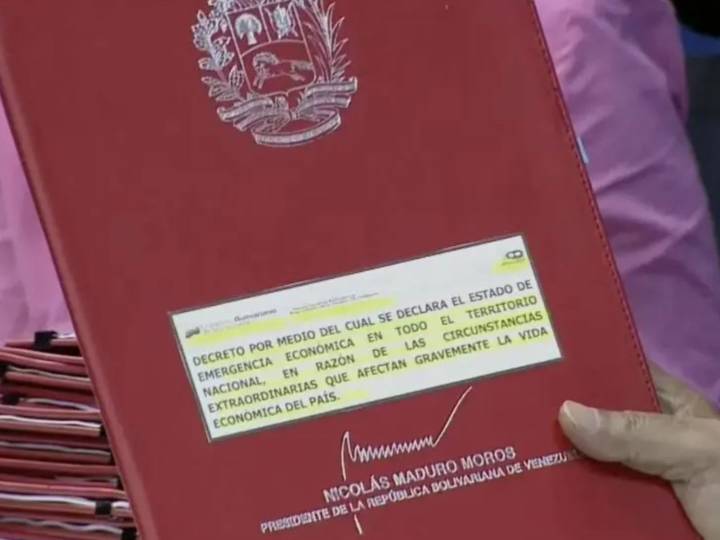 DECRETO POR MEDIO DEL CUAL SE DECLARA EL ESTADO DE
EMERGENCIA ECONÓMICA EN TODO EL TERRITORIO
NACIONAL, EN RAZÓN DE LAS CIRCUNSTANCIAS
EXTRAORDINARIAS QUE AFECTAN GRAVEMENTE LA VIDA
ECONÓMICA DEL PAÍS.
NICOLÁS MADURO MOROS
PRESIDENTE DE LA REPÚBLICA BOLIVARIANA DE VENEZU